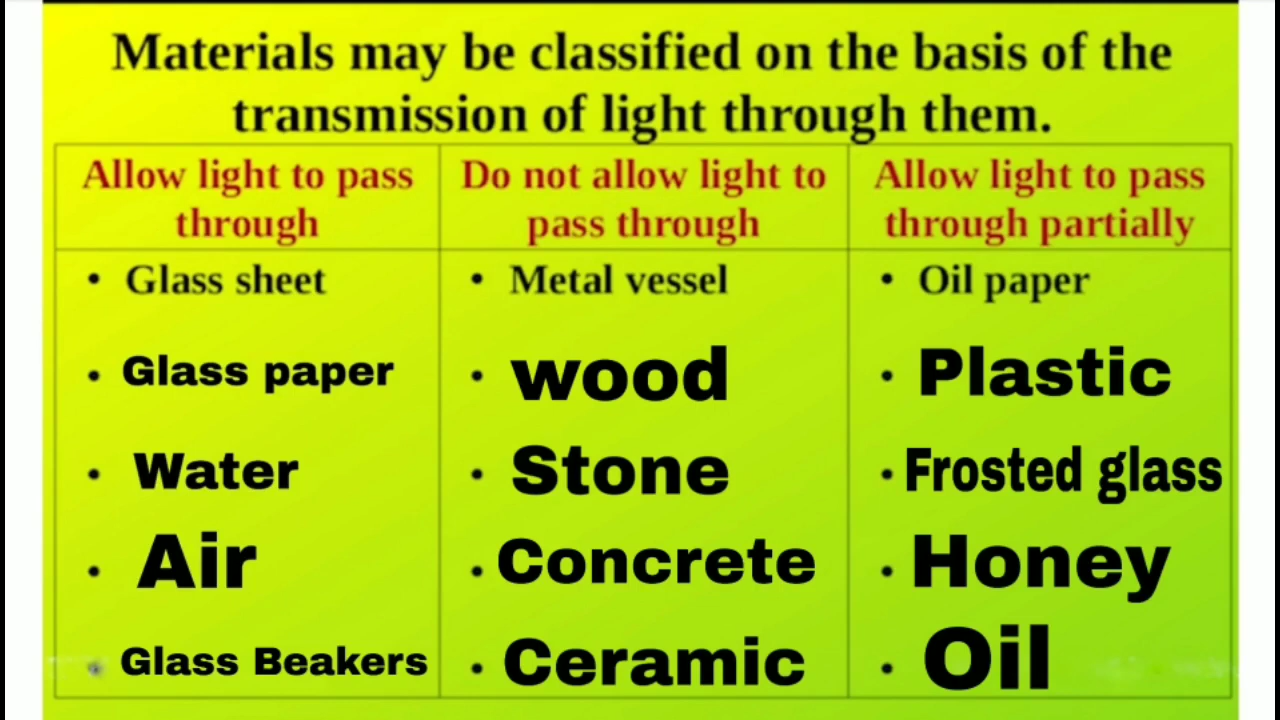 Materials may be classified on the basis of the
transmission of light through them.
Allow light to pass
through
Do not allow light to
pass through
Allow light to pass
through partially
• Glass sheet
• Metal vessel
• Oil paper
• Glass paper
• wood
• Plastic
• Water
• Stone
• Frosted glass
• Air
• Concrete
• Honey
• Glass Beakers
• Ceramic
• Oil